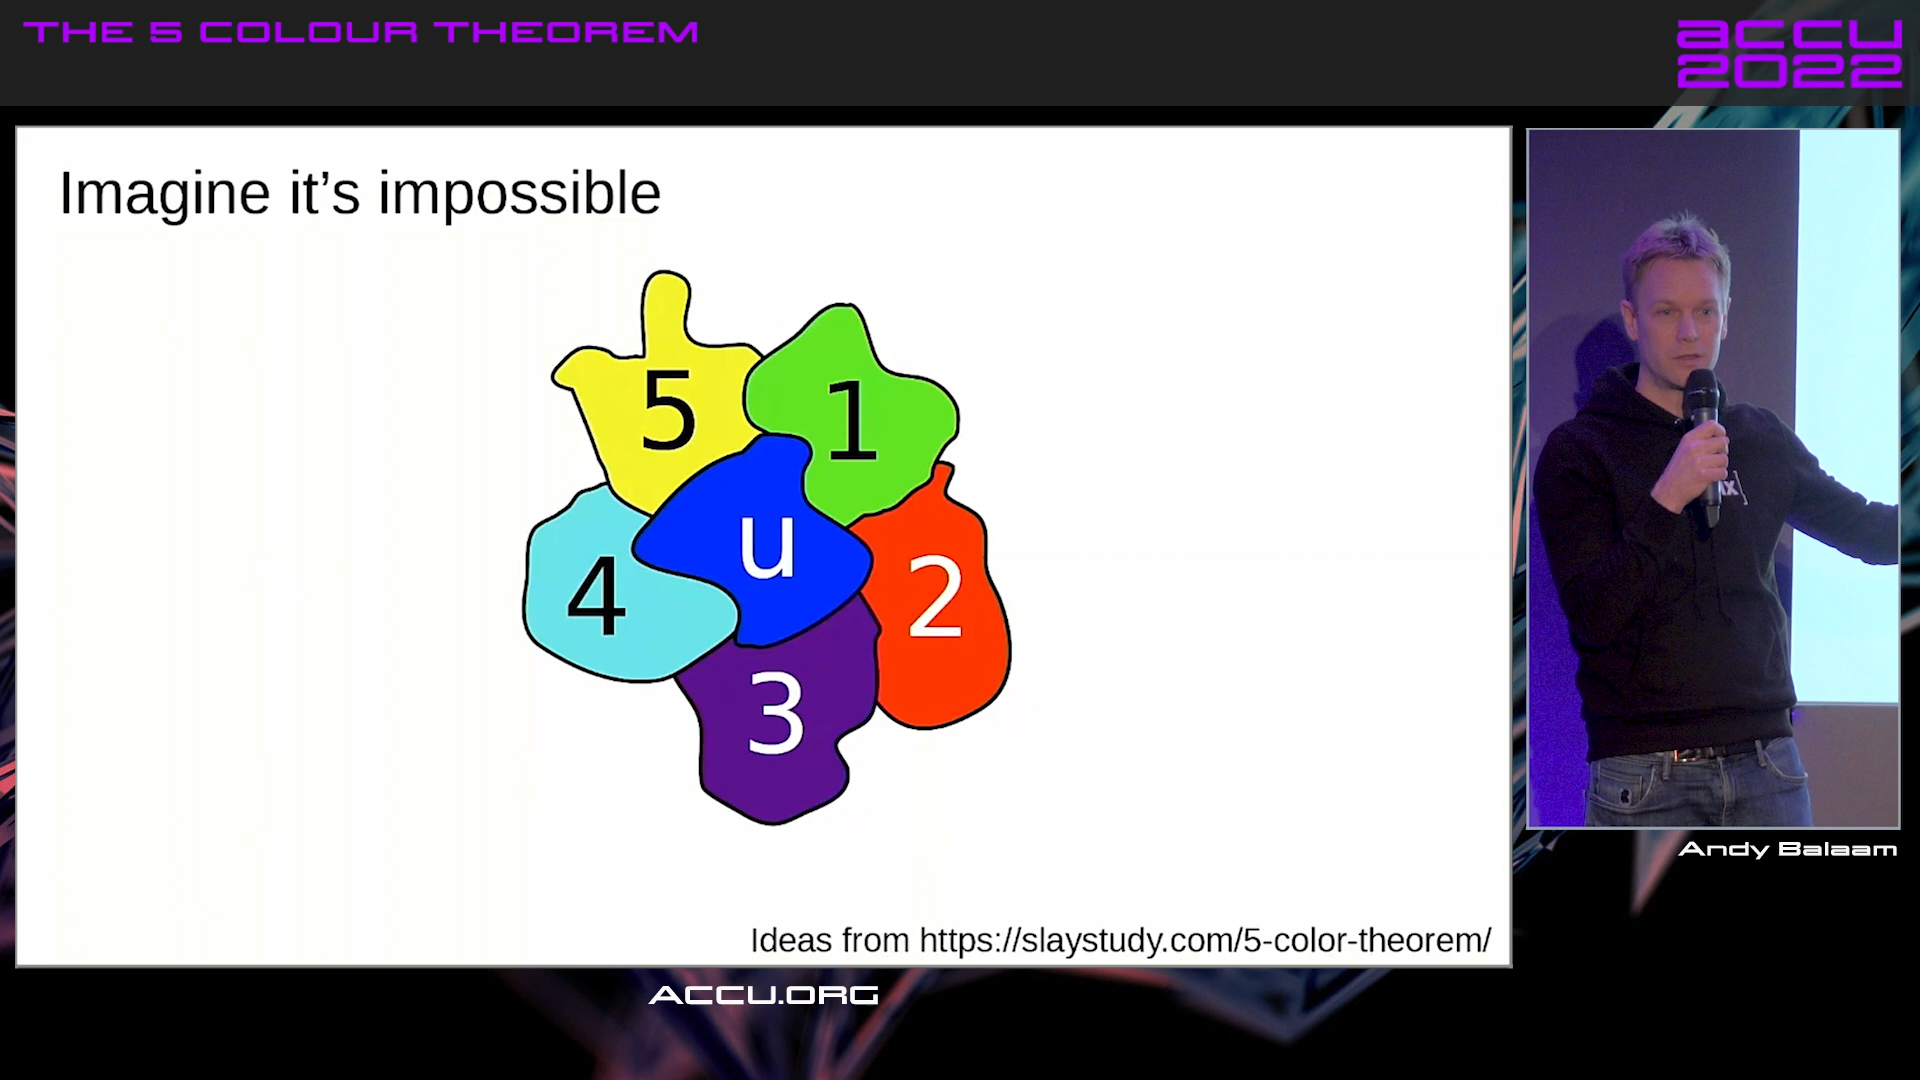 THE 5 COLOUR THEOREM
accu
2022
Imagine it’s impossible
5
1
u
4
2
3
Ideas from https://slaystudy.com/5-color-theorem/
Andy Balaam
ACCU.ORG